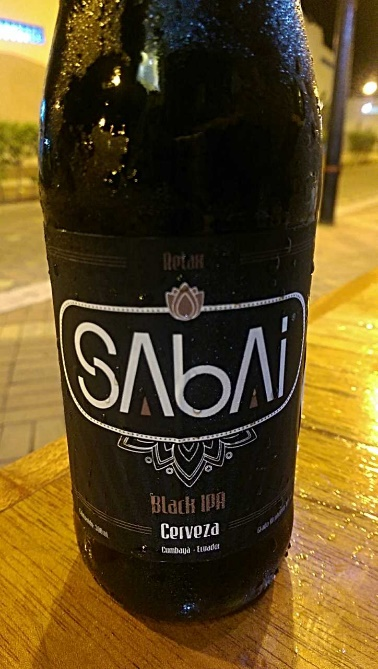 Relax
SAbAi
Black IPA
Cerveza
Cumbayá - Ecuador